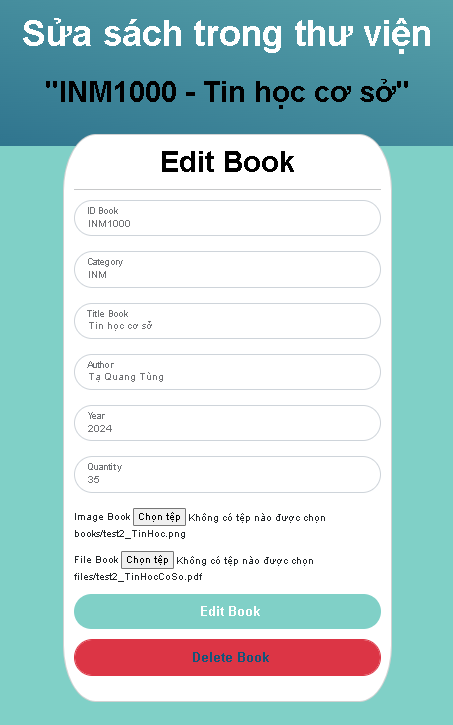 Sửa sách trong thư viện
"INM1000 - Tin học cơ sở"
Edit Book
ID Book
INM1000
Category
INM
Title Book
Tin học cơ sở
Author
Tạ Quang Tùng
Year
2024
Quantity
35
Image Book Chọn tệp Không có tệp nào được chọn
books/test2_TinHoc.png
File Book Chọn tệp Không có tệp nào được chọn
files/test2_TinHocCoSo.pdf
Edit Book
Delete Book